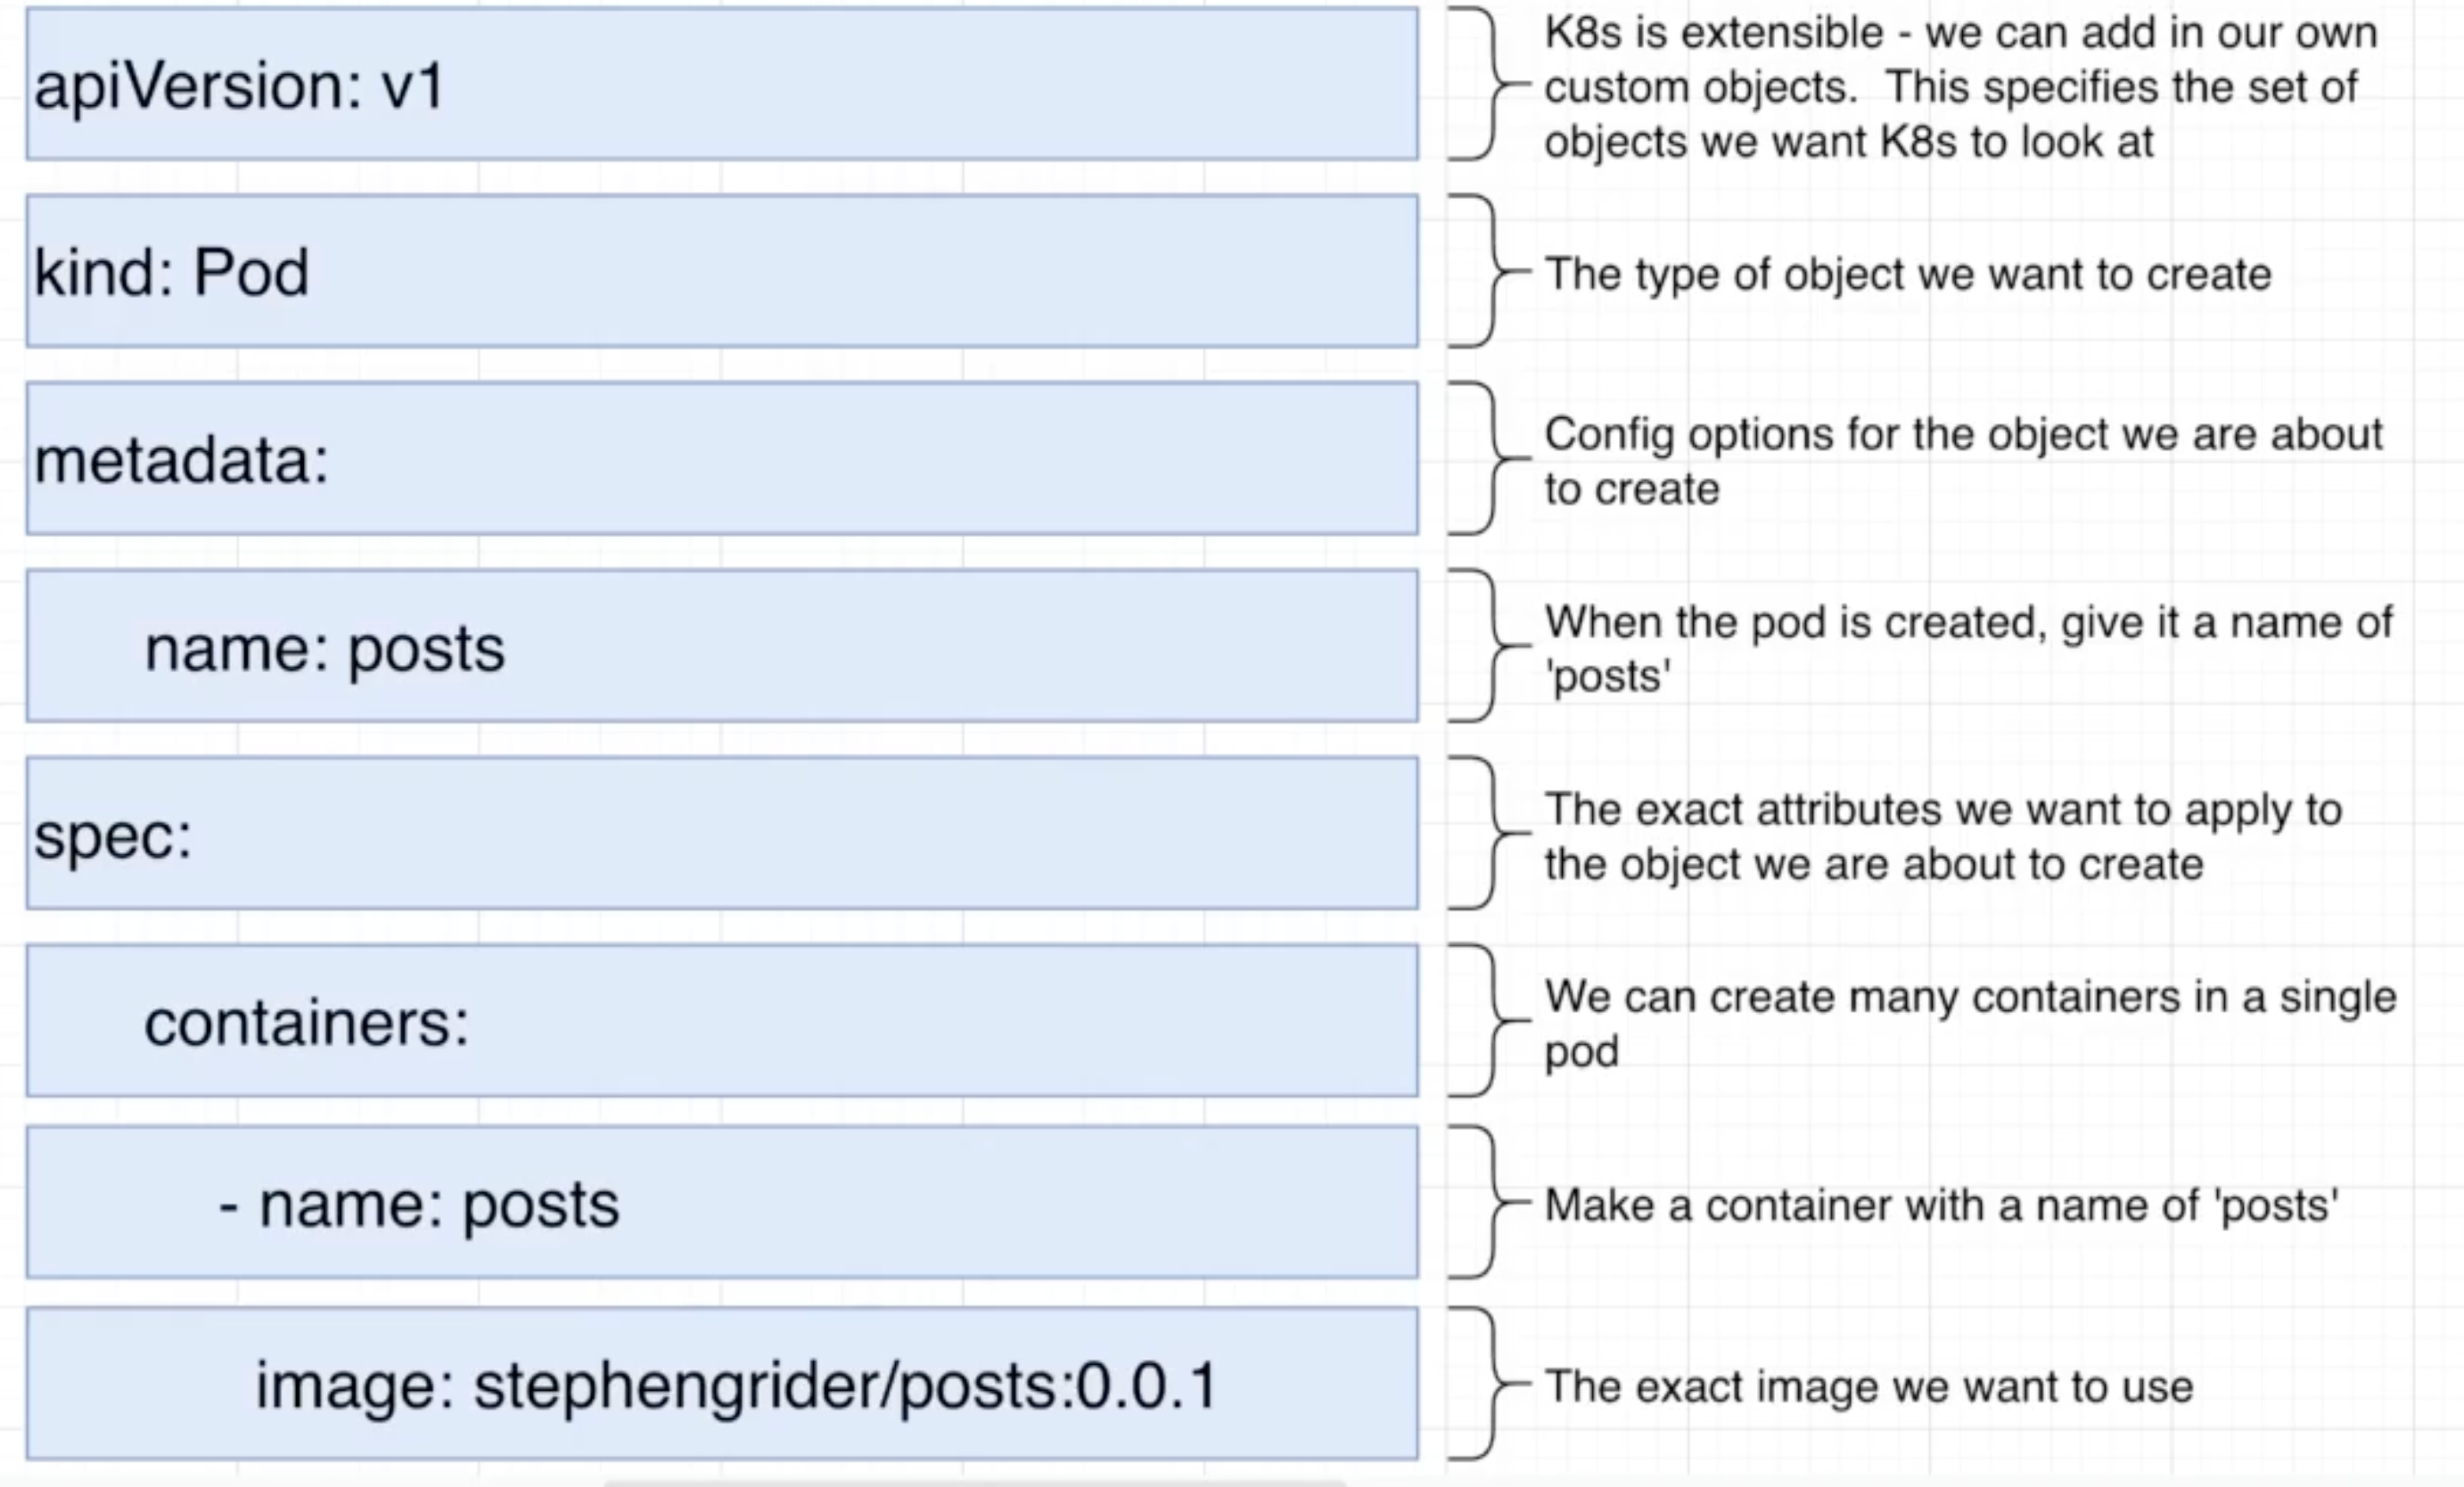 apiVersion: v1
K8s is extensible - we can add in our own
custom objects.  This specifies the set of
objects we want K8s to look at
kind: Pod
The type of object we want to create
metadata:
Config options for the object we are about
to create
name: posts
When the pod is created, give it a name of
'posts'
spec:
The exact attributes we want to apply to
the object we are about to create
containers:
We can create many containers in a single
pod
- name: posts
Make a container with a name of 'posts'
image: stephengrider/posts:0.0.1
The exact image we want to use